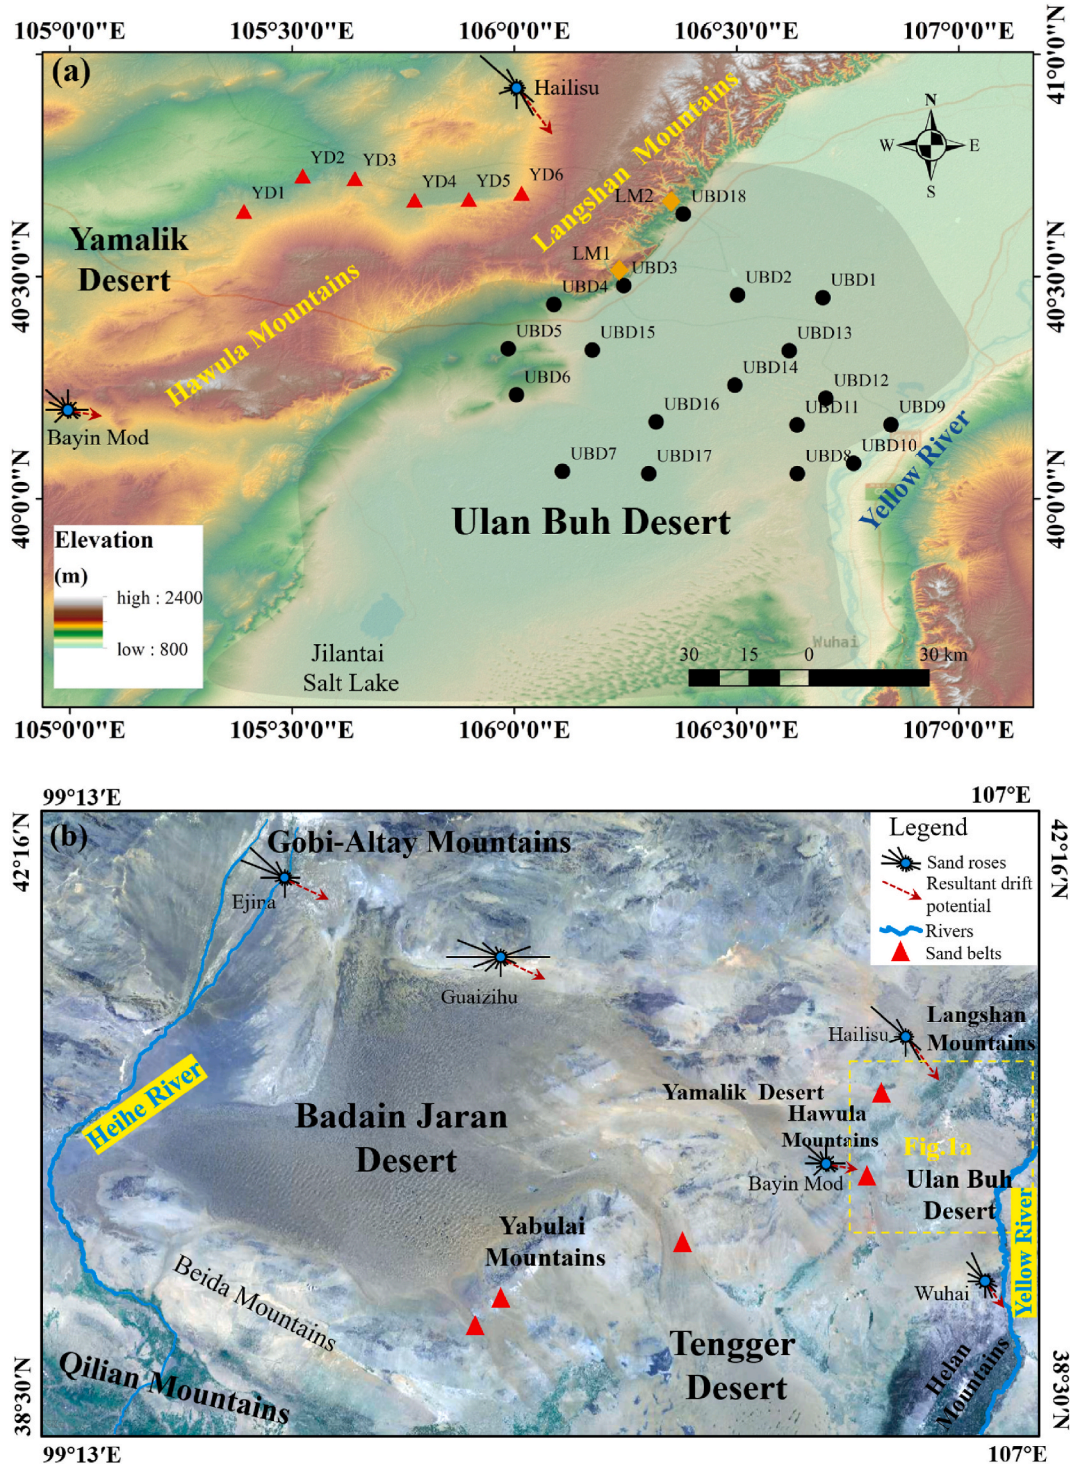 105°0'0"E 105°30'0"E 106°0'0"E 106°30'0"E 107°0'0"E
(a)
41°0'0"N
Hailisu
Langshan Mountains
N
W E
S
YD1
YD2
YD3
YD4
YD5
YD6
LM2
UBD18
Yamalik
Desert
LM1
UBD3
UBD4
UBD2
UBD1
40°30'0"N
40°30'0"N
Hawula Mountains
UBD5
UBD15
UBD13
UBD6
UBD14
UBD12
UBD16
UBD11
UBD9
Bayin Mod
UBD10
UBD7
UBD17
UBD8
Yellow River
40°0'0"N
40°0'0"N
Ulan Buh Desert
Elevation
(m)
high : 2400
low : 800
Jilantai
Salt Lake
Wuhai
30 15 0 30 km
105°0'0"E 105°30'0"E 106°0'0"E 106°30'0"E 107°0'0"E
99°13′E 107°E
(b)
42°16′N
42°16′N
Gobi-Altay Mountains
Ejina
Guaizihu
Legend
Sand roses
Resultant drift
potential
Rivers
Sand belts
Hailisu
Langshan
Mountains
Heihe River
Badain Jaran
Desert
Yamalik Desert
Hawula
Mountains
Fig.1a
Bayin Mod
Ulan Buh
Desert
Yabulai
Mountains
Yellow River
Beida Mountains
Wuhai
Tengger
Desert
Helan
Mountains
Qilian Mountains
38°30′N
38°30′N
99°13′E 107°E